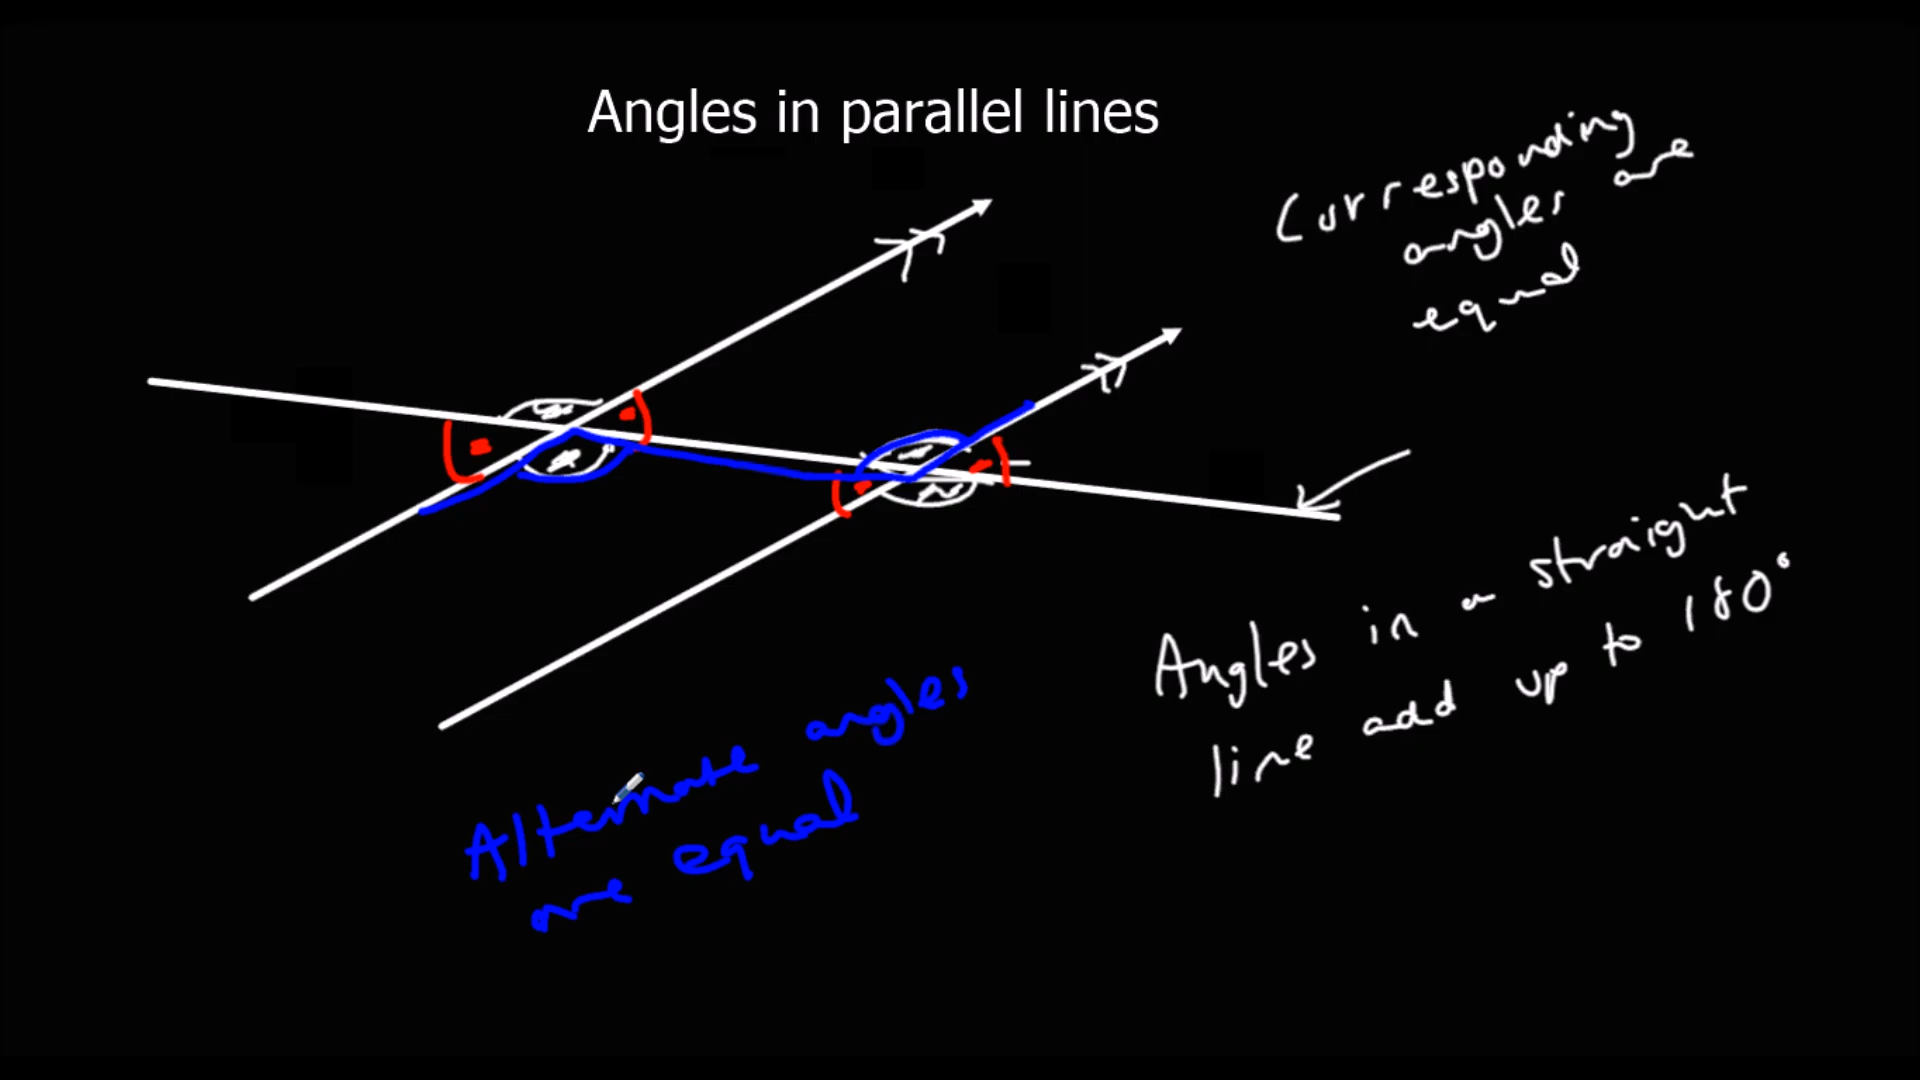 Angles in parallel lines
Corresponding
angles are
equal
Angles in a straight
line add up to 180°
Alternate angles
are equal